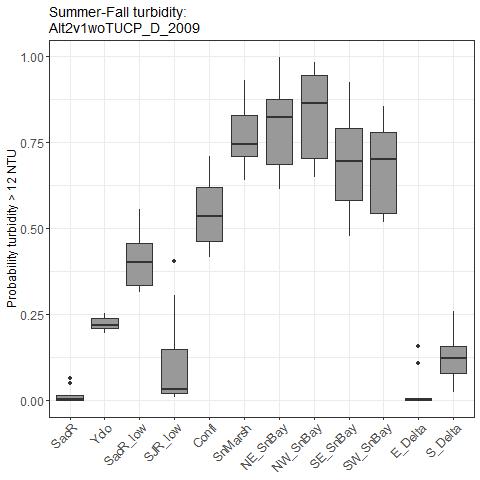 Summer-Fall turbidity:
Alt2v1woTUCP_D_2009
Probability turbidity > 12 NTU
1.00
0.75
0.50
0.25
0.00
SacR
Yolo
SacR_low
SJR_low
Confl
SnMarsh
NE_SnBay
NW_SnBay
SE_SnBay
SW_SnBay
E_Delta
S_Delta